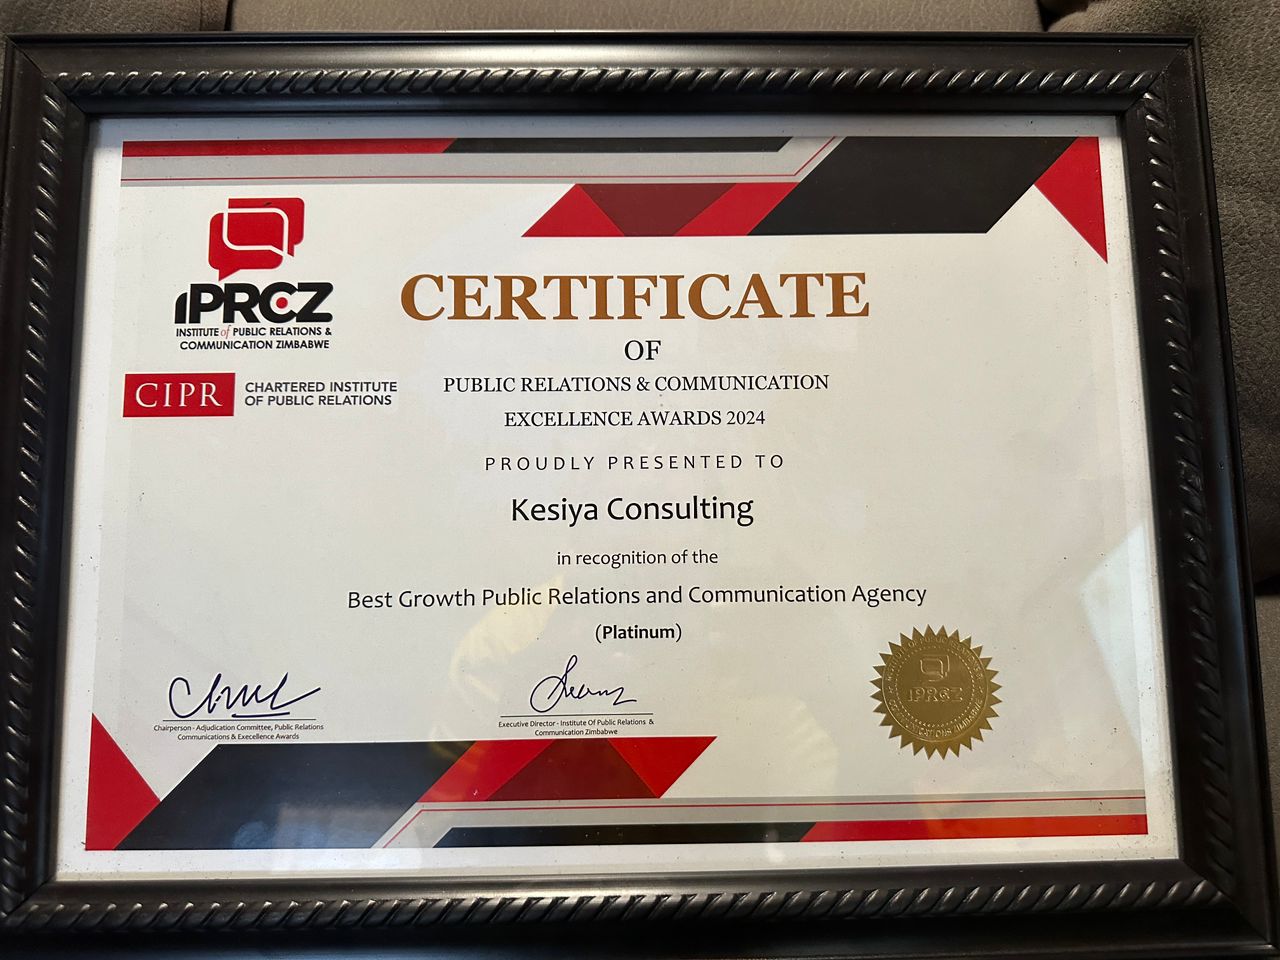 iPRCZ
INSTITUTE of PUBLIC RELATIONS &
COMMUNICATION ZIMBABWE
CIPR
CHARTERED INSTITUTE
OF PUBLIC RELATIONS
CERTIFICATE
OF
PUBLIC RELATIONS & COMMUNICATION
EXCELLENCE AWARDS 2024
PROUDLY PRESENTED TO
Kesiya Consulting
in recognition of the
Best Growth Public Relations and Communication Agency
(Platinum)
Chairperson - Adjudication Committee, Public Relations
Communications & Execellence Awards
Executive Director - Institute Of Public Relations &
Communication Zimbabwe
iPRCZ